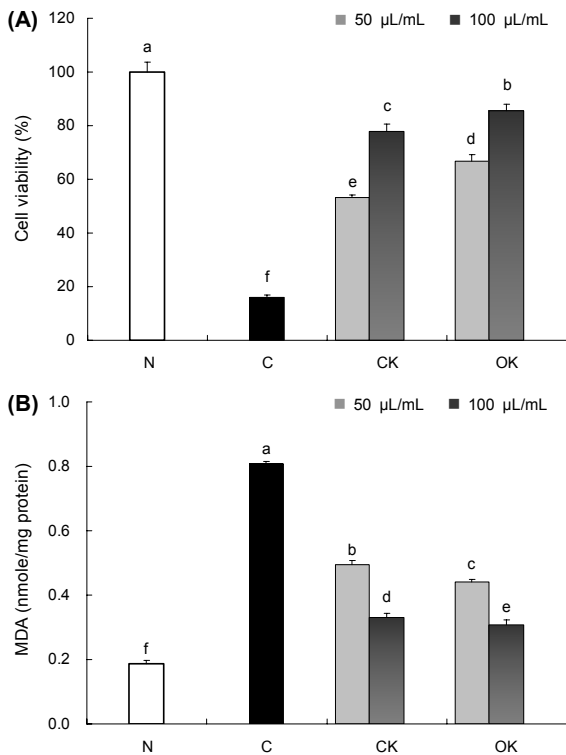 (A)
50 µL/mL 100 µL/mL
Cell viability (%)
120
100
80
60
40
20
0
a
f
e
c
d
b
N C CK OK
(B)
50 µL/mL 100 µL/mL
MDA (nmole/mg protein)
1.0
0.8
0.6
0.4
0.2
0.0
f
a
b
d
c
e
N C CK OK